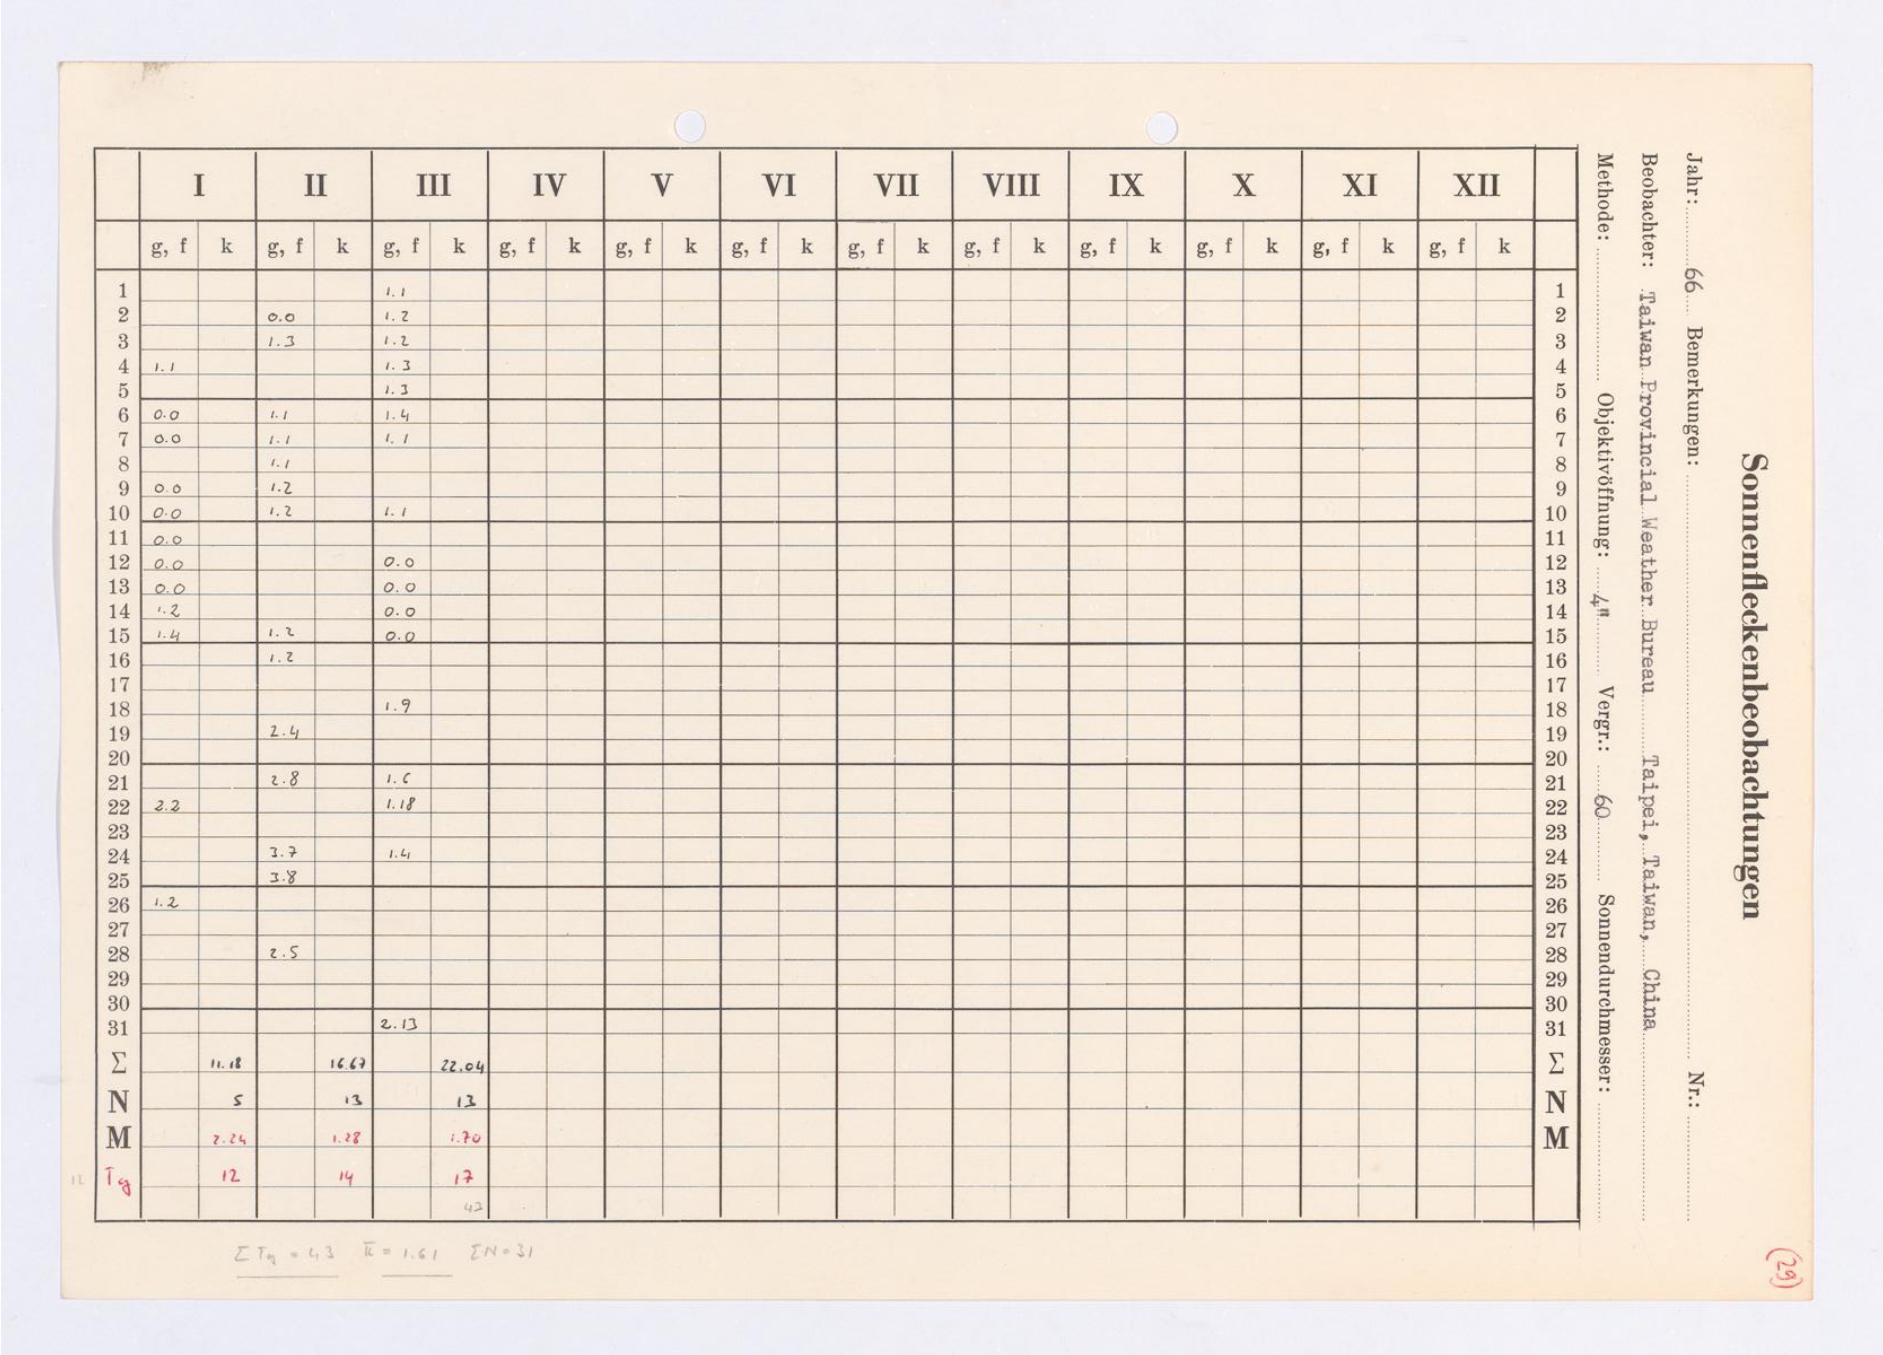 Sonnenfleckenbeobachtungen
Jahr: 66 Bemerkungen: Nr.:
Beobachter: Taiwan Provincial Weather Bureau Taipei, Taiwan, China
Methode: Objektivöffnung: 4" Vergr.: 60 Sonnendurchmesser:
I II III IV V VI VII VIII IX X XI XII
g, f k g, f k g, f k g, f k g, f k g, f k g, f k g, f k g, f k g, f k g, f k g, f k
1 1.1 1
2 0.0 1.2 2
3 1.3 1.2 3
4 1.1 1.3 4
5 1.3 5
6 0.0 1.1 1.4 6
7 0.0 1.1 1.1 7
8 1.1 8
9 0.0 1.2 9
10 0.0 1.2 1.1 10
11 0.0 11
12 0.0 0.0 12
13 0.0 0.0 13
14 1.2 0.0 14
15 1.4 1.2 0.0 15
16 1.2 16
17 17
18 1.9 18
19 2.4 19
20 20
21 2.8 1.6 21
22 2.2 1.18 22
23 23
24 3.7 1.4 24
25 3.8 25
26 1.2 26
27 27
28 2.5 28
29 29
30 30
31 2.13 31
Σ 11.18 16.67 22.04 Σ
N 5 13 13 N
M 2.24 1.28 1.70 M
12 Tg 12 14 17
43
ΣTg = 43 k̄ = 1.61 ΣN = 31
(29)